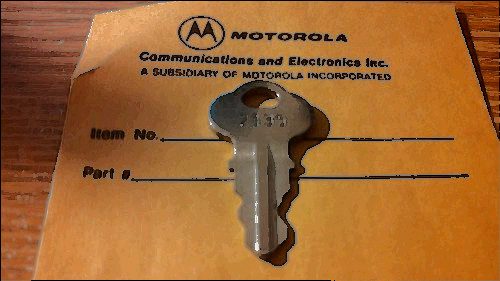 MOTOROLA
Communications and Electronics Inc.
A SUBSIDIARY OF MOTOROLA INCORPORATED
Item No.
Part #